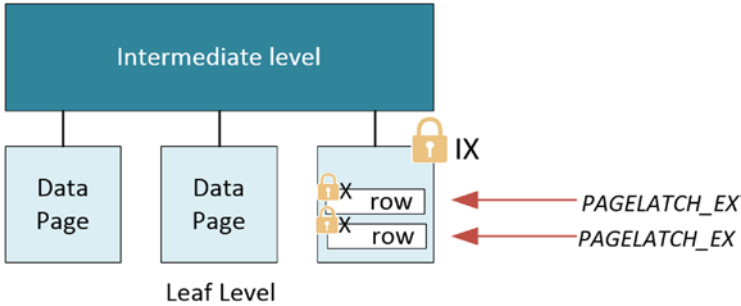 Intermediate level
IX
Data
Page
Data
Page
X
row
PAGELATCH_EX
X
row
PAGELATCH_EX
Leaf Level